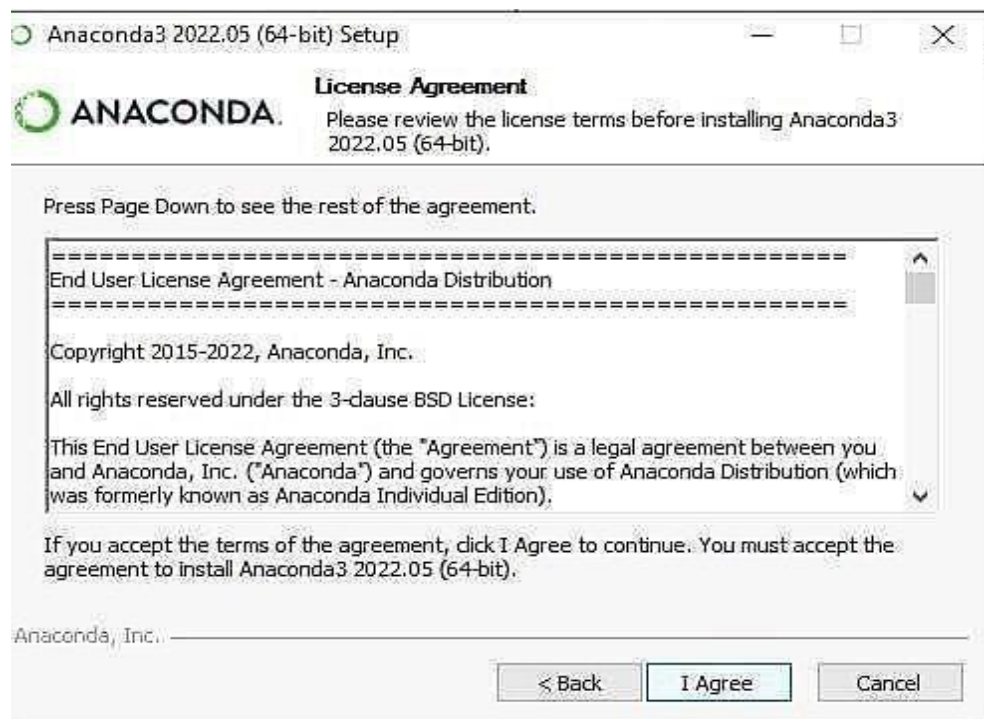 Anaconda3 2022.05 (64-bit) Setup
ANACONDA.
License Agreement
Please review the license terms before installing Anaconda3
2022.05 (64-bit).
Press Page Down to see the rest of the agreement.
====================================================
End User License Agreement - Anaconda Distribution
====================================================
Copyright 2015-2022, Anaconda, Inc.
All rights reserved under the 3-clause BSD License:
This End User License Agreement (the "Agreement") is a legal agreement between you
and Anaconda, Inc. ("Anaconda") and governs your use of Anaconda Distribution (which
was formerly known as Anaconda Individual Edition).
If you accept the terms of the agreement, click I Agree to continue. You must accept the
agreement to install Anaconda3 2022.05 (64-bit).
Anaconda, Inc.
< Back
I Agree
Cancel